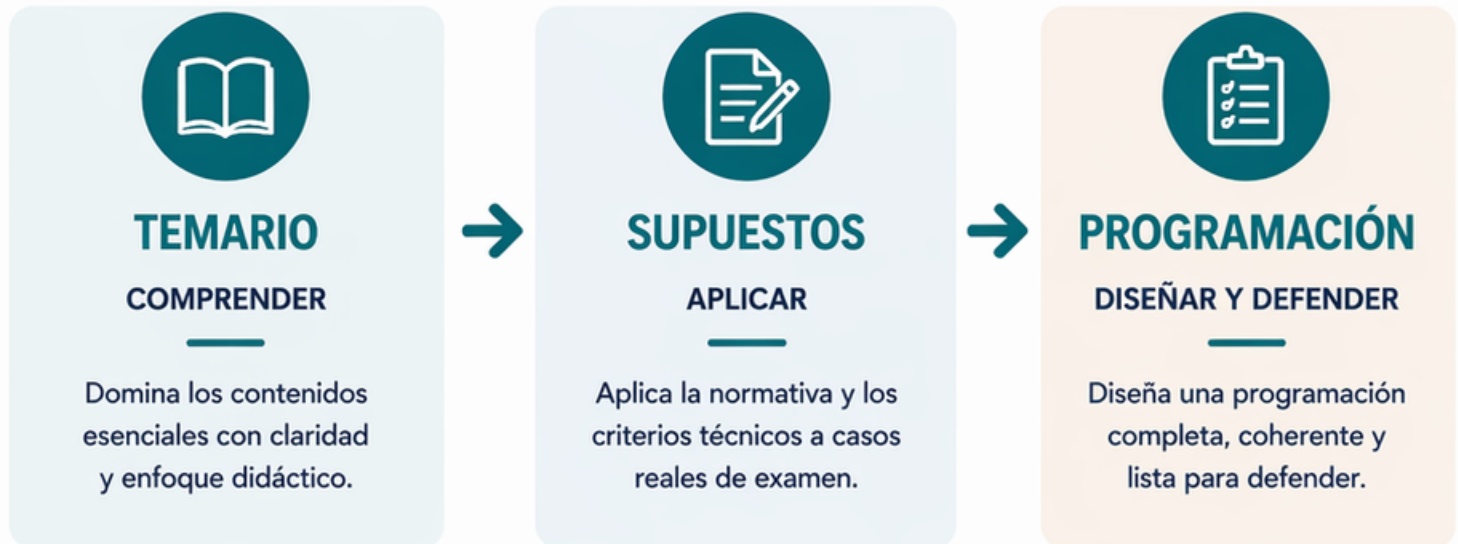 TEMARIO
COMPRENDER
Domina los contenidos
esenciales con claridad
y enfoque didáctico.
SUPUESTOS
APLICAR
Aplica la normativa y los
criterios técnicos a casos
reales de examen.
PROGRAMACIÓN
DISEÑAR Y DEFENDER
Diseña una programación
completa, coherente y
lista para defender.